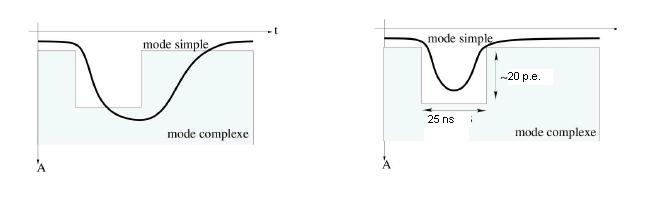 t
mode simple
mode complexe
A
mode simple
~20 p.e.
25 ns
mode complexe
A